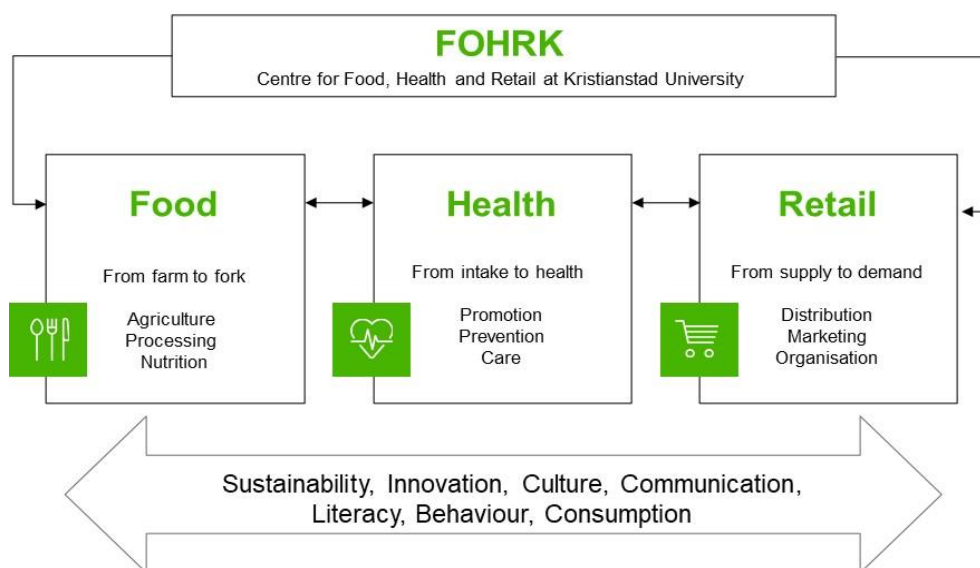 FOHRK
Centre for Food, Health and Retail at Kristianstad University
Food
From farm to fork
Agriculture
Processing
Nutrition
Health
From intake to health
Promotion
Prevention
Care
Retail
From supply to demand
Distribution
Marketing
Organisation
Sustainability, Innovation, Culture, Communication,
Literacy, Behaviour, Consumption